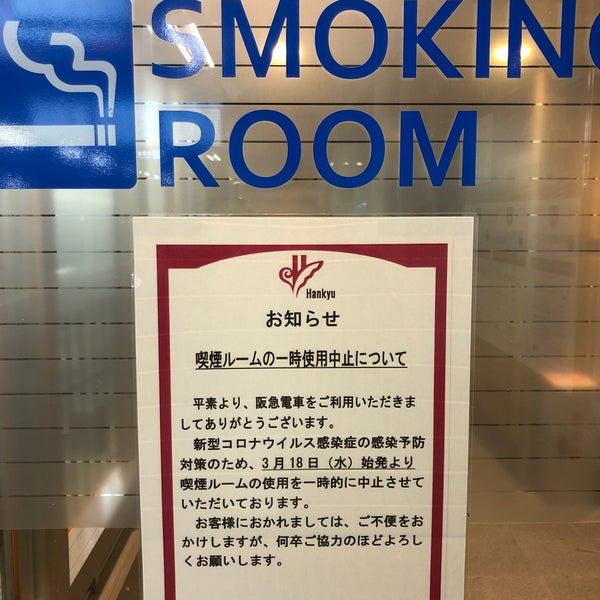 SMOKING
ROOM
Hankyu
お知らせ
喫煙ルームの一時使用中止について
平素より、阪急電車をご利用いただきま
してありがとうございます。
新型コロナウイルス感染症の感染予防
対策のため、3月18日（水）始発より
喫煙ルームの使用を一時的に中止させて
いただいております。
お客様におかれましては、ご不便をお
かけしますが、何卒ご協力のほどよろし
くお願いします。